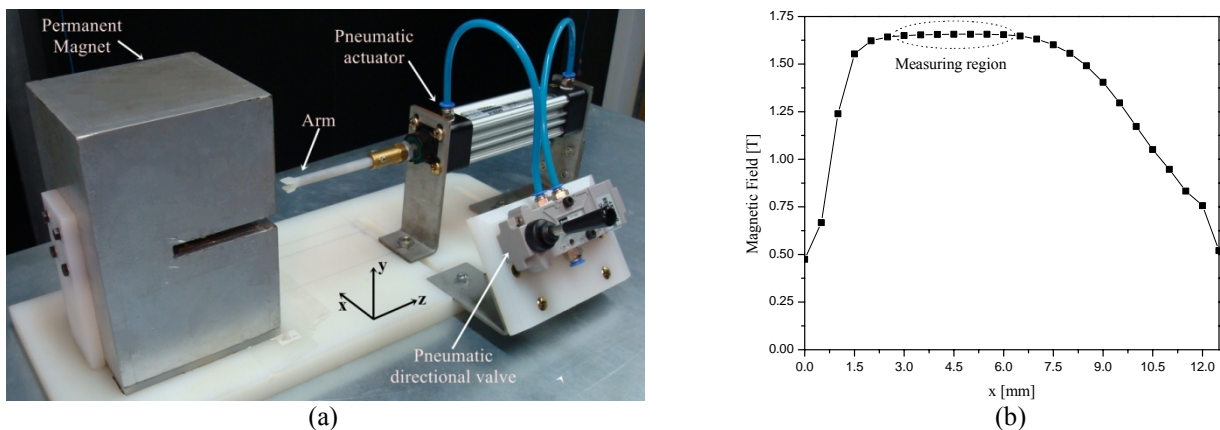 Permanent
Magnet
Pneumatic
actuator
Arm
y
x
z
Pneumatic
directional valve
(a)
Magnetic Field [T]
1.75
1.50
1.25
1.00
0.75
0.50
0.25
0.00
Measuring region
0.0 1.5 3.0 4.5 6.0 7.5 9.0 10.5 12.0
x [mm]
(b)